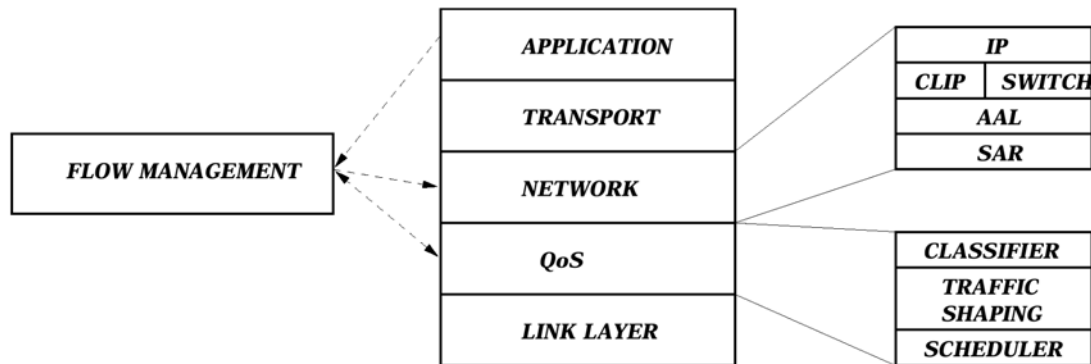 APPLICATION
TRANSPORT
NETWORK
QoS
LINK LAYER
FLOW MANAGEMENT
IP
CLIP SWITCH
AAL
SAR
CLASSIFIER
TRAFFIC
SHAPING
SCHEDULER